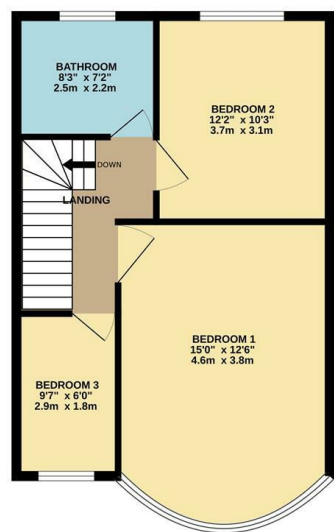 BATHROOM
8'3" x 7'2"
2.5m x 2.2m
BEDROOM 2
12'2" x 10'3"
3.7m x 3.1m
DOWN
LANDING
BEDROOM 1
15'0" x 12'6"
4.6m x 3.8m
BEDROOM 3
9'7" x 6'0"
2.9m x 1.8m